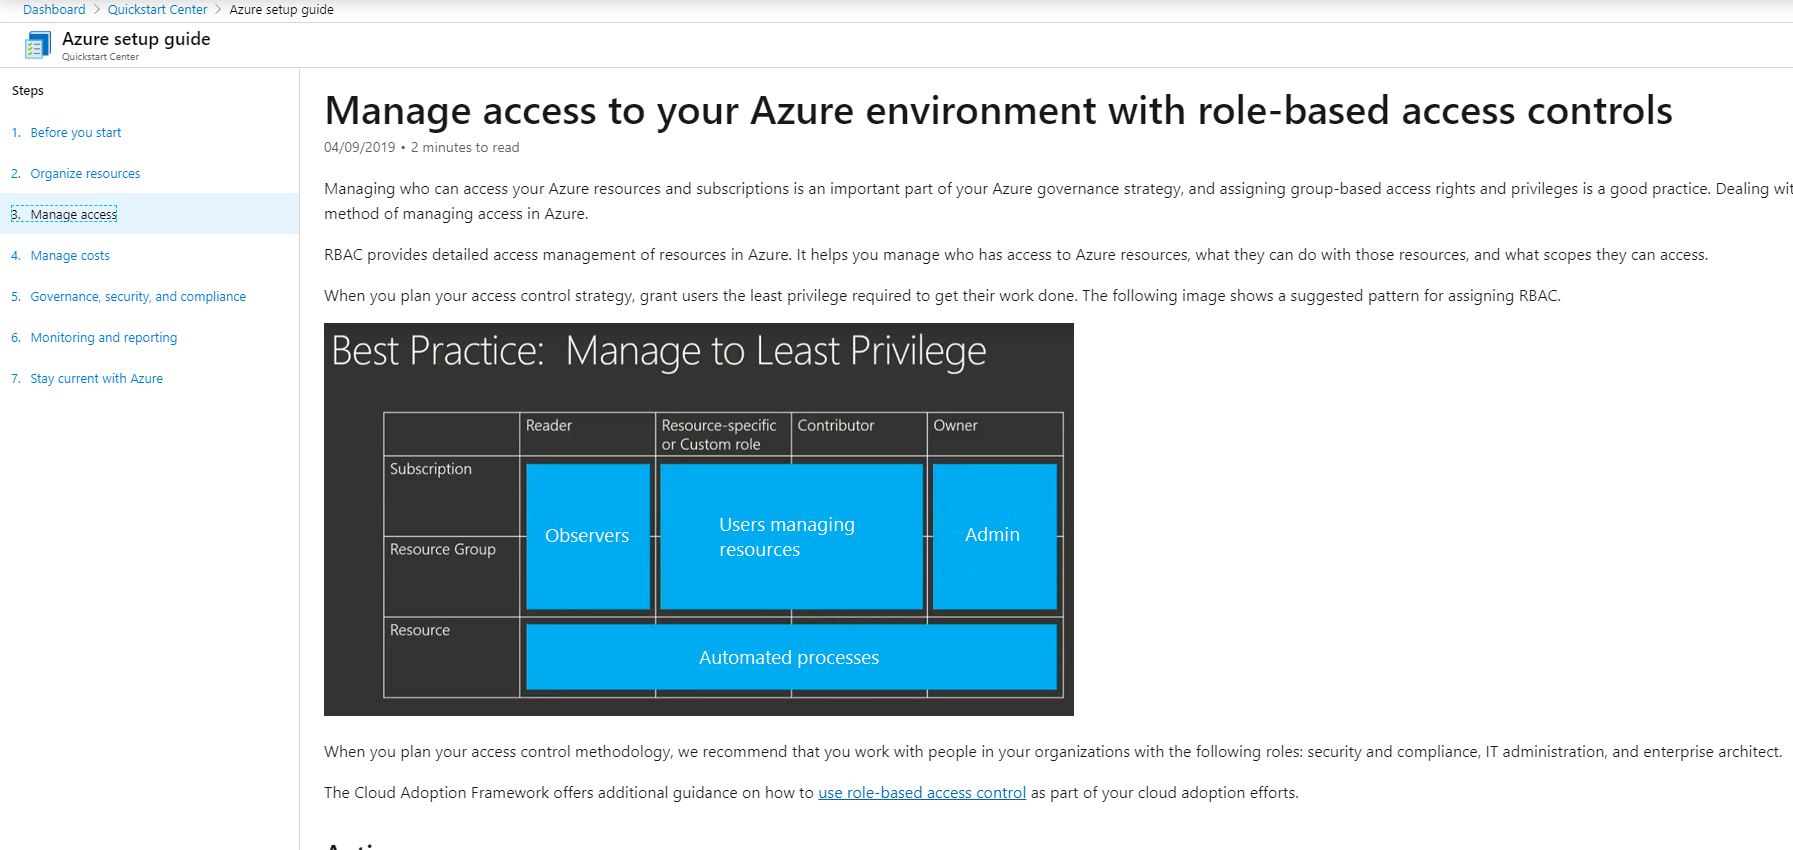 Dashboard > Quickstart Center > Azure setup guide
Azure setup guide
Quickstart Center
Steps
1. Before you start
2. Organize resources
3. Manage access
4. Manage costs
5. Governance, security, and compliance
6. Monitoring and reporting
7. Stay current with Azure
Manage access to your Azure environment with role-based access controls
04/09/2019 • 2 minutes to read
Managing who can access your Azure resources and subscriptions is an important part of your Azure governance strategy, and assigning group-based access rights and privileges is a good practice. Dealing
method of managing access in Azure.
RBAC provides detailed access management of resources in Azure. It helps you manage who has access to Azure resources, what they can do with those resources, and what scopes they can access.
When you plan your access control strategy, grant users the least privilege required to get their work done. The following image shows a suggested pattern for assigning RBAC.
Best Practice: Manage to Least Privilege
Reader
Resource-specific
or Custom role
Contributor
Owner
Subscription
Resource Group
Observers
Users managing
resources
Admin
Resource
Automated processes
When you plan your access control methodology, we recommend that you work with people in your organizations with the following roles: security and compliance, IT administration, and enterprise architect.
The Cloud Adoption Framework offers additional guidance on how to use role-based access control as part of your cloud adoption efforts.